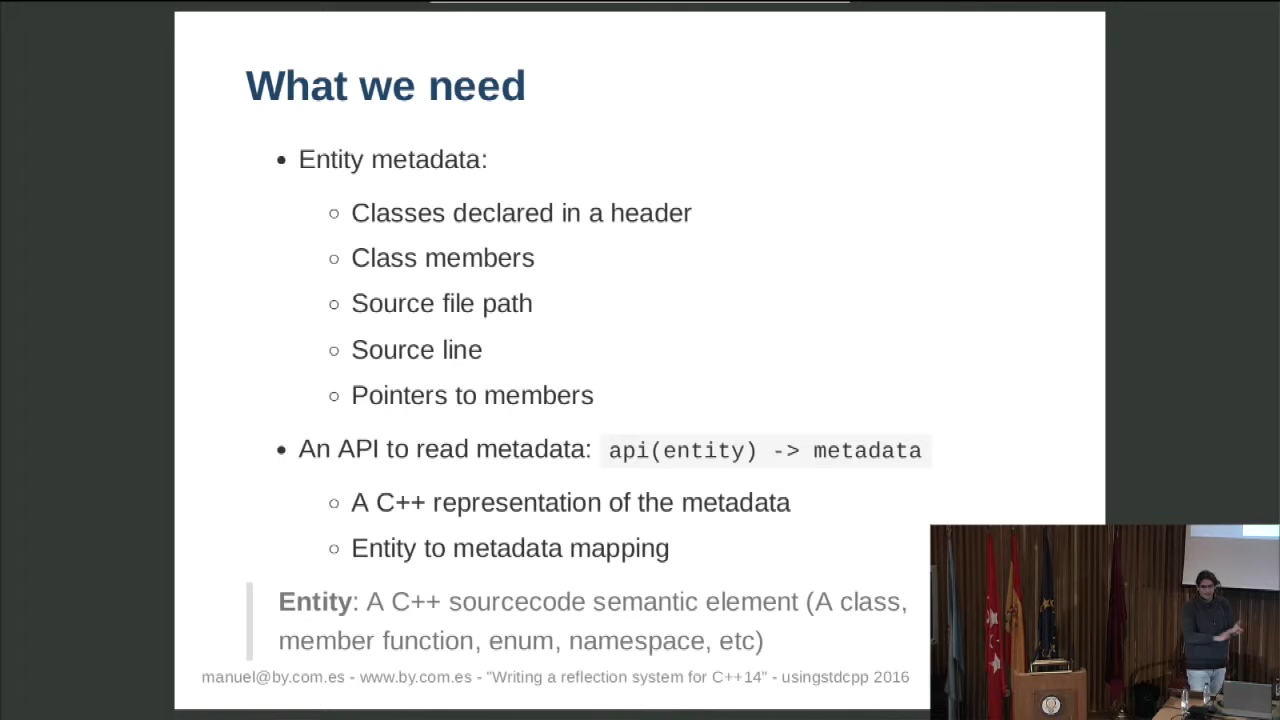 What we need
Entity metadata:
Classes declared in a header
Class members
Source file path
Source line
Pointers to members
An API to read metadata: api(entity) -> metadata
A C++ representation of the metadata
Entity to metadata mapping
Entity: A C++ sourcecode semantic element (A class,
member function, enum, namespace, etc)
manuel@by.com.es - www.by.com.es - "Writing a reflection system for C++14" - usingstdcpp 2016